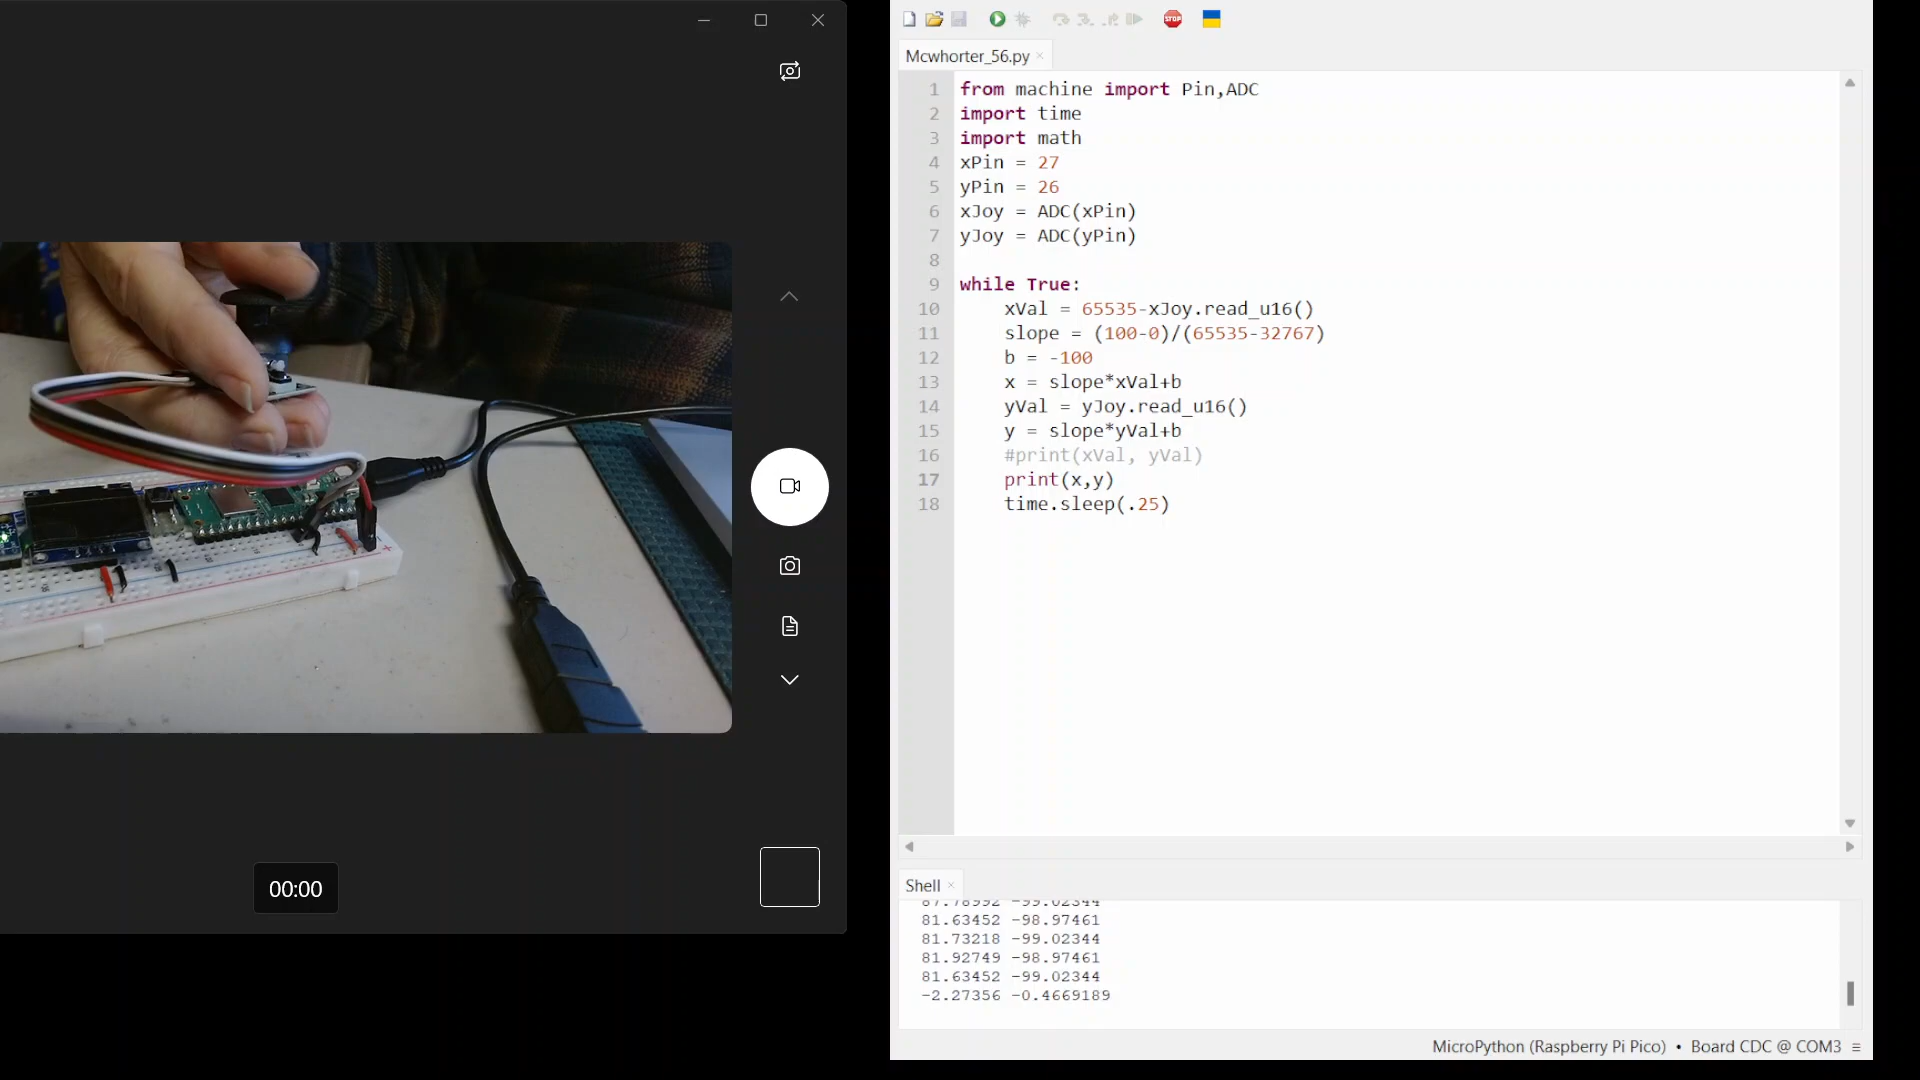 STOP
Mcwhorter_56.py ×
1 from machine import Pin,ADC
2 import time
3 import math
4 xPin = 27
5 yPin = 26
6 xJoy = ADC(xPin)
7 yJoy = ADC(yPin)
8
9 while True:
10 xVal = 65535-xJoy.read_u16()
11 slope = (100-0)/(65535-32767)
12 b = -100
13 x = slope*xVal+b
14 yVal = yJoy.read_u16()
15 y = slope*yVal+b
16 #print(xVal, yVal)
17 print(x,y)
18 time.sleep(.25)
00:00
Shell ×
87.78992 -99.02344
81.63452 -98.97461
81.73218 -99.02344
81.92749 -98.97461
81.63452 -99.02344
-2.27356 -0.4669189
MicroPython (Raspberry Pi Pico) • Board CDC @ COM3 ≡